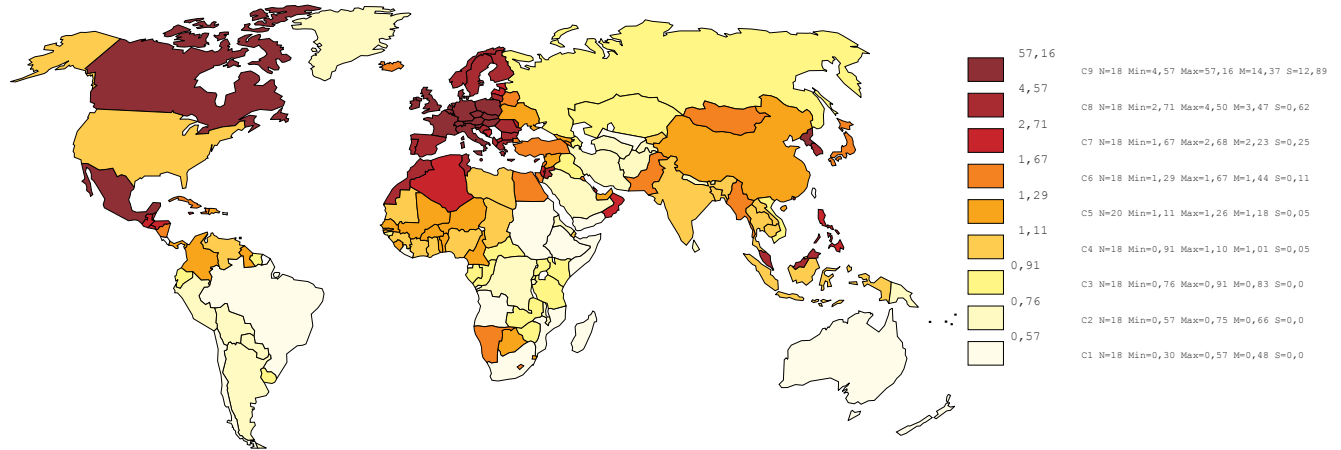 57,16
C9 N=18 Min=4,57 Max=57,16 M=14,37 S=12,89
4,57
C8 N=18 Min=2,71 Max=4,50 M=3,47 S=0,62
2,71
C7 N=18 Min=1,67 Max=2,68 M=2,23 S=0,25
1,67
C6 N=18 Min=1,29 Max=1,67 M=1,44 S=0,11
1,29
C5 N=20 Min=1,11 Max=1,26 M=1,18 S=0,05
1,11
C4 N=18 Min=0,91 Max=1,10 M=1,01 S=0,05
0,91
C3 N=18 Min=0,76 Max=0,91 M=0,83 S=0,0
0,76
C2 N=18 Min=0,57 Max=0,75 M=0,66 S=0,0
0,57
C1 N=18 Min=0,30 Max=0,57 M=0,48 S=0,0